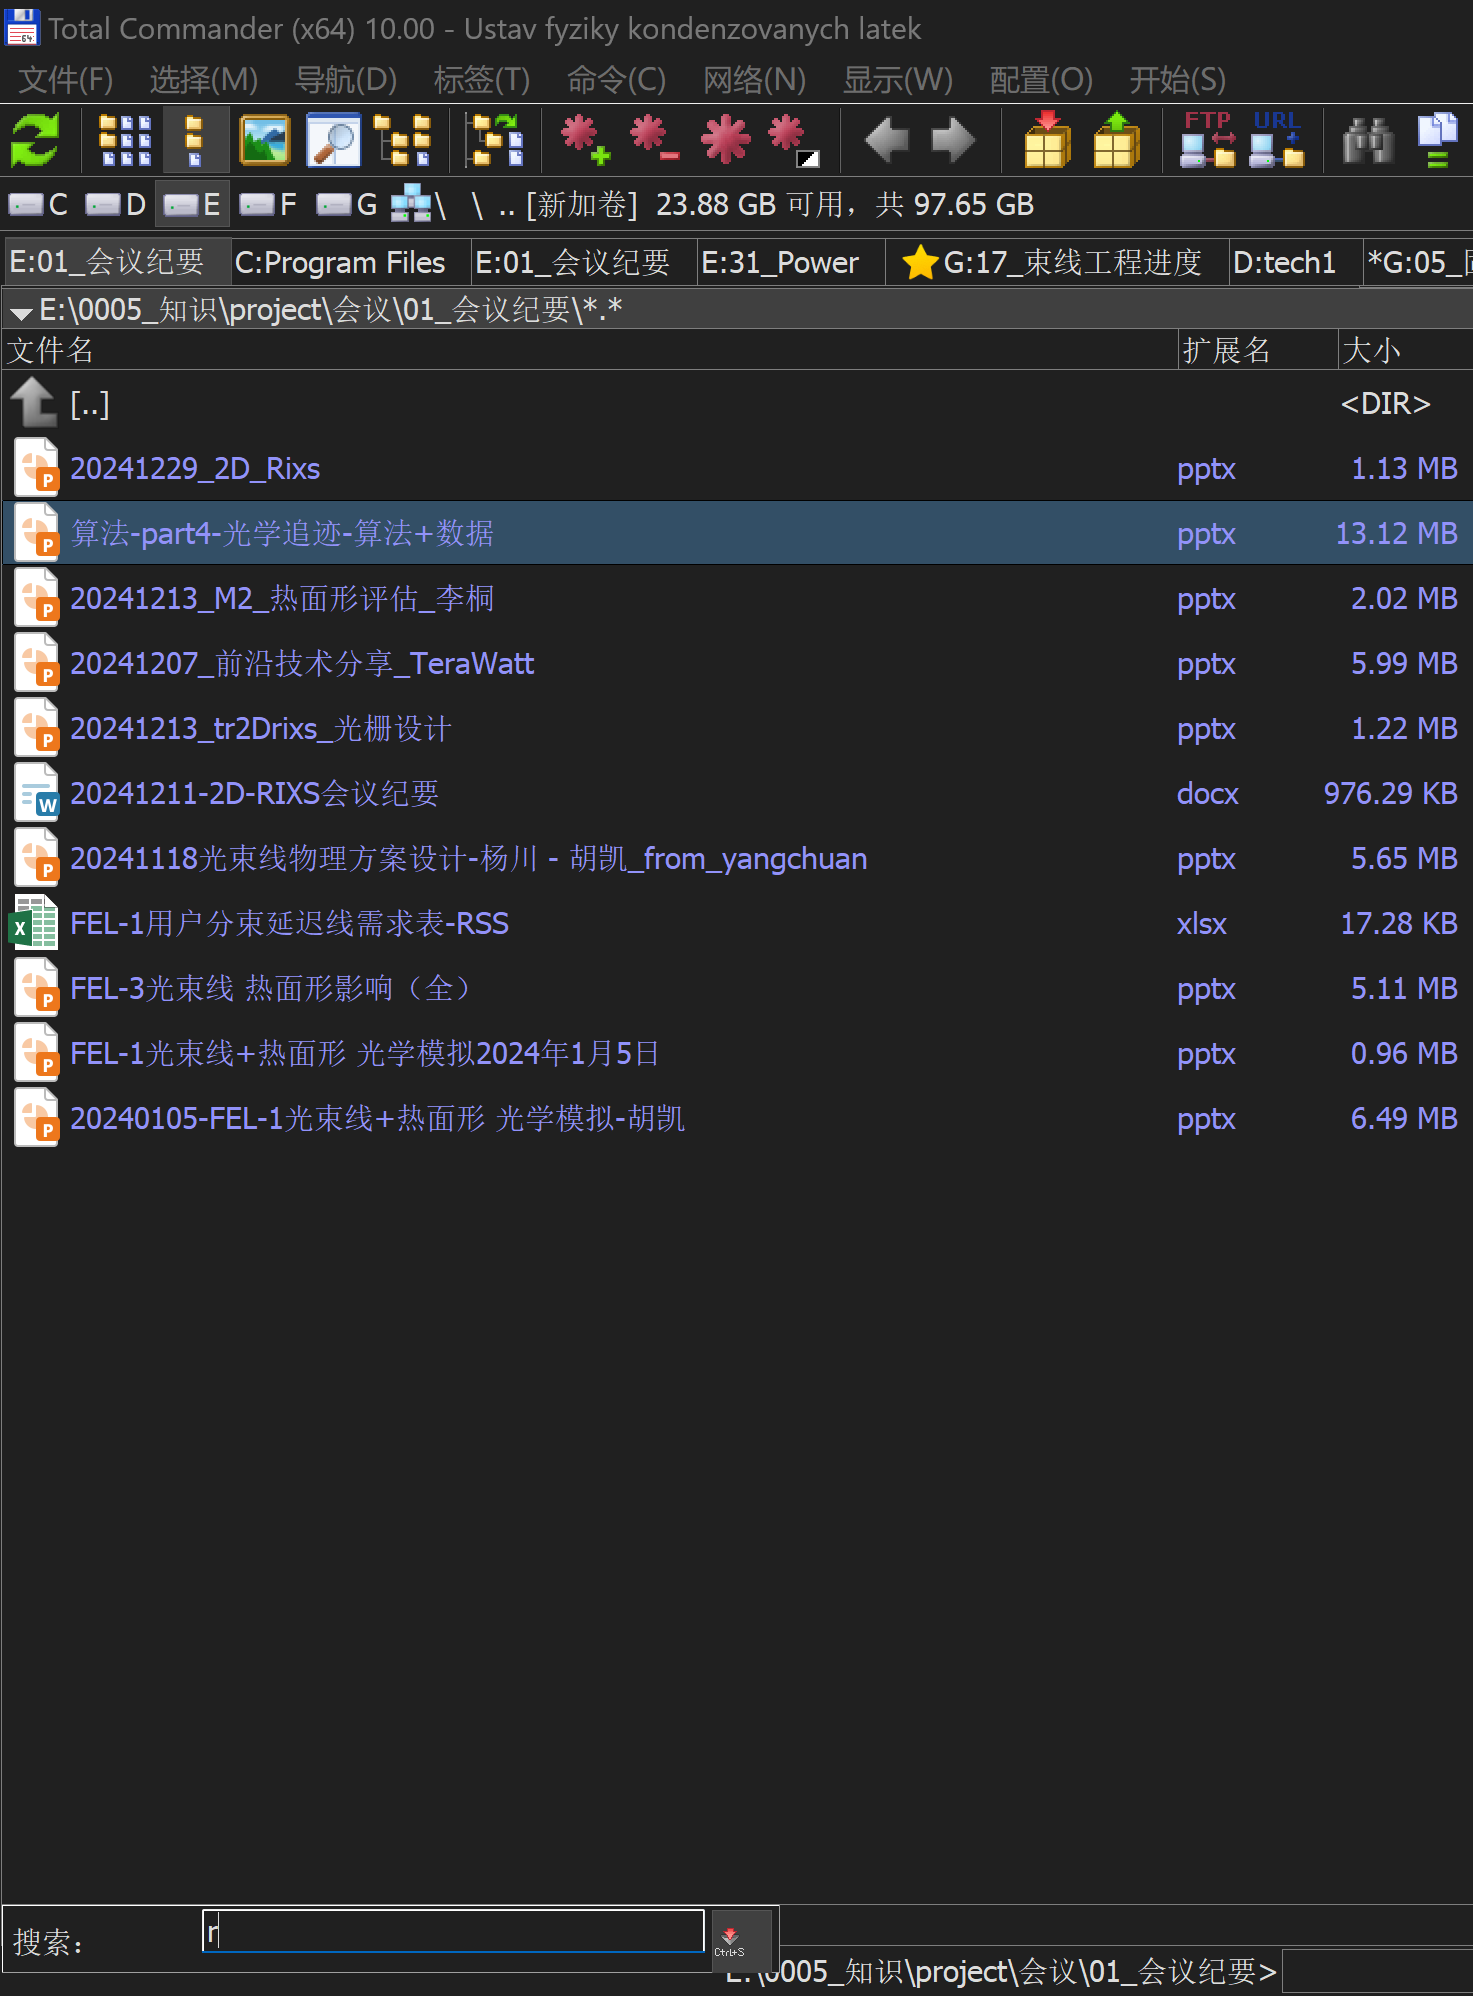 Total Commander (x64) 10.00 - Ustav fyziky kondenzovanych latek
文件(F) 选择(M) 导航(D) 标签(T) 命令(C) 网络(N) 显示(W) 配置(O) 开始(S)
64 FTP URL
C D E F G \ \ .. [新加卷] 23.88 GB 可用，共 97.65 GB
E:01_会议纪要 C:Program Files E:01_会议纪要 E:31_Power G:17_束线工程进度 D:tech1 *G:05_
E:\0005_知识\project\会议\01_会议纪要\*.*
文件名 扩展名 大小
[..] <DIR>
20241229_2D_Rixs pptx 1.13 MB
算法-part4-光学追迹-算法+数据 pptx 13.12 MB
20241213_M2_热面形评估_李桐 pptx 2.02 MB
20241207_前沿技术分享_TeraWatt pptx 5.99 MB
20241213_tr2Drixs_光栅设计 pptx 1.22 MB
20241211-2D-RIXS会议纪要 docx 976.29 KB
20241118光束线物理方案设计-杨川 - 胡凯_from_yangchuan pptx 5.65 MB
FEL-1用户分束延迟线需求表-RSS xlsx 17.28 KB
FEL-3光束线 热面形影响（全） pptx 5.11 MB
FEL-1光束线+热面形 光学模拟2024年1月5日 pptx 0.96 MB
20240105-FEL-1光束线+热面形 光学模拟-胡凯 pptx 6.49 MB
搜索： r Ctrl+S
E:\0005_知识\project\会议\01_会议纪要>